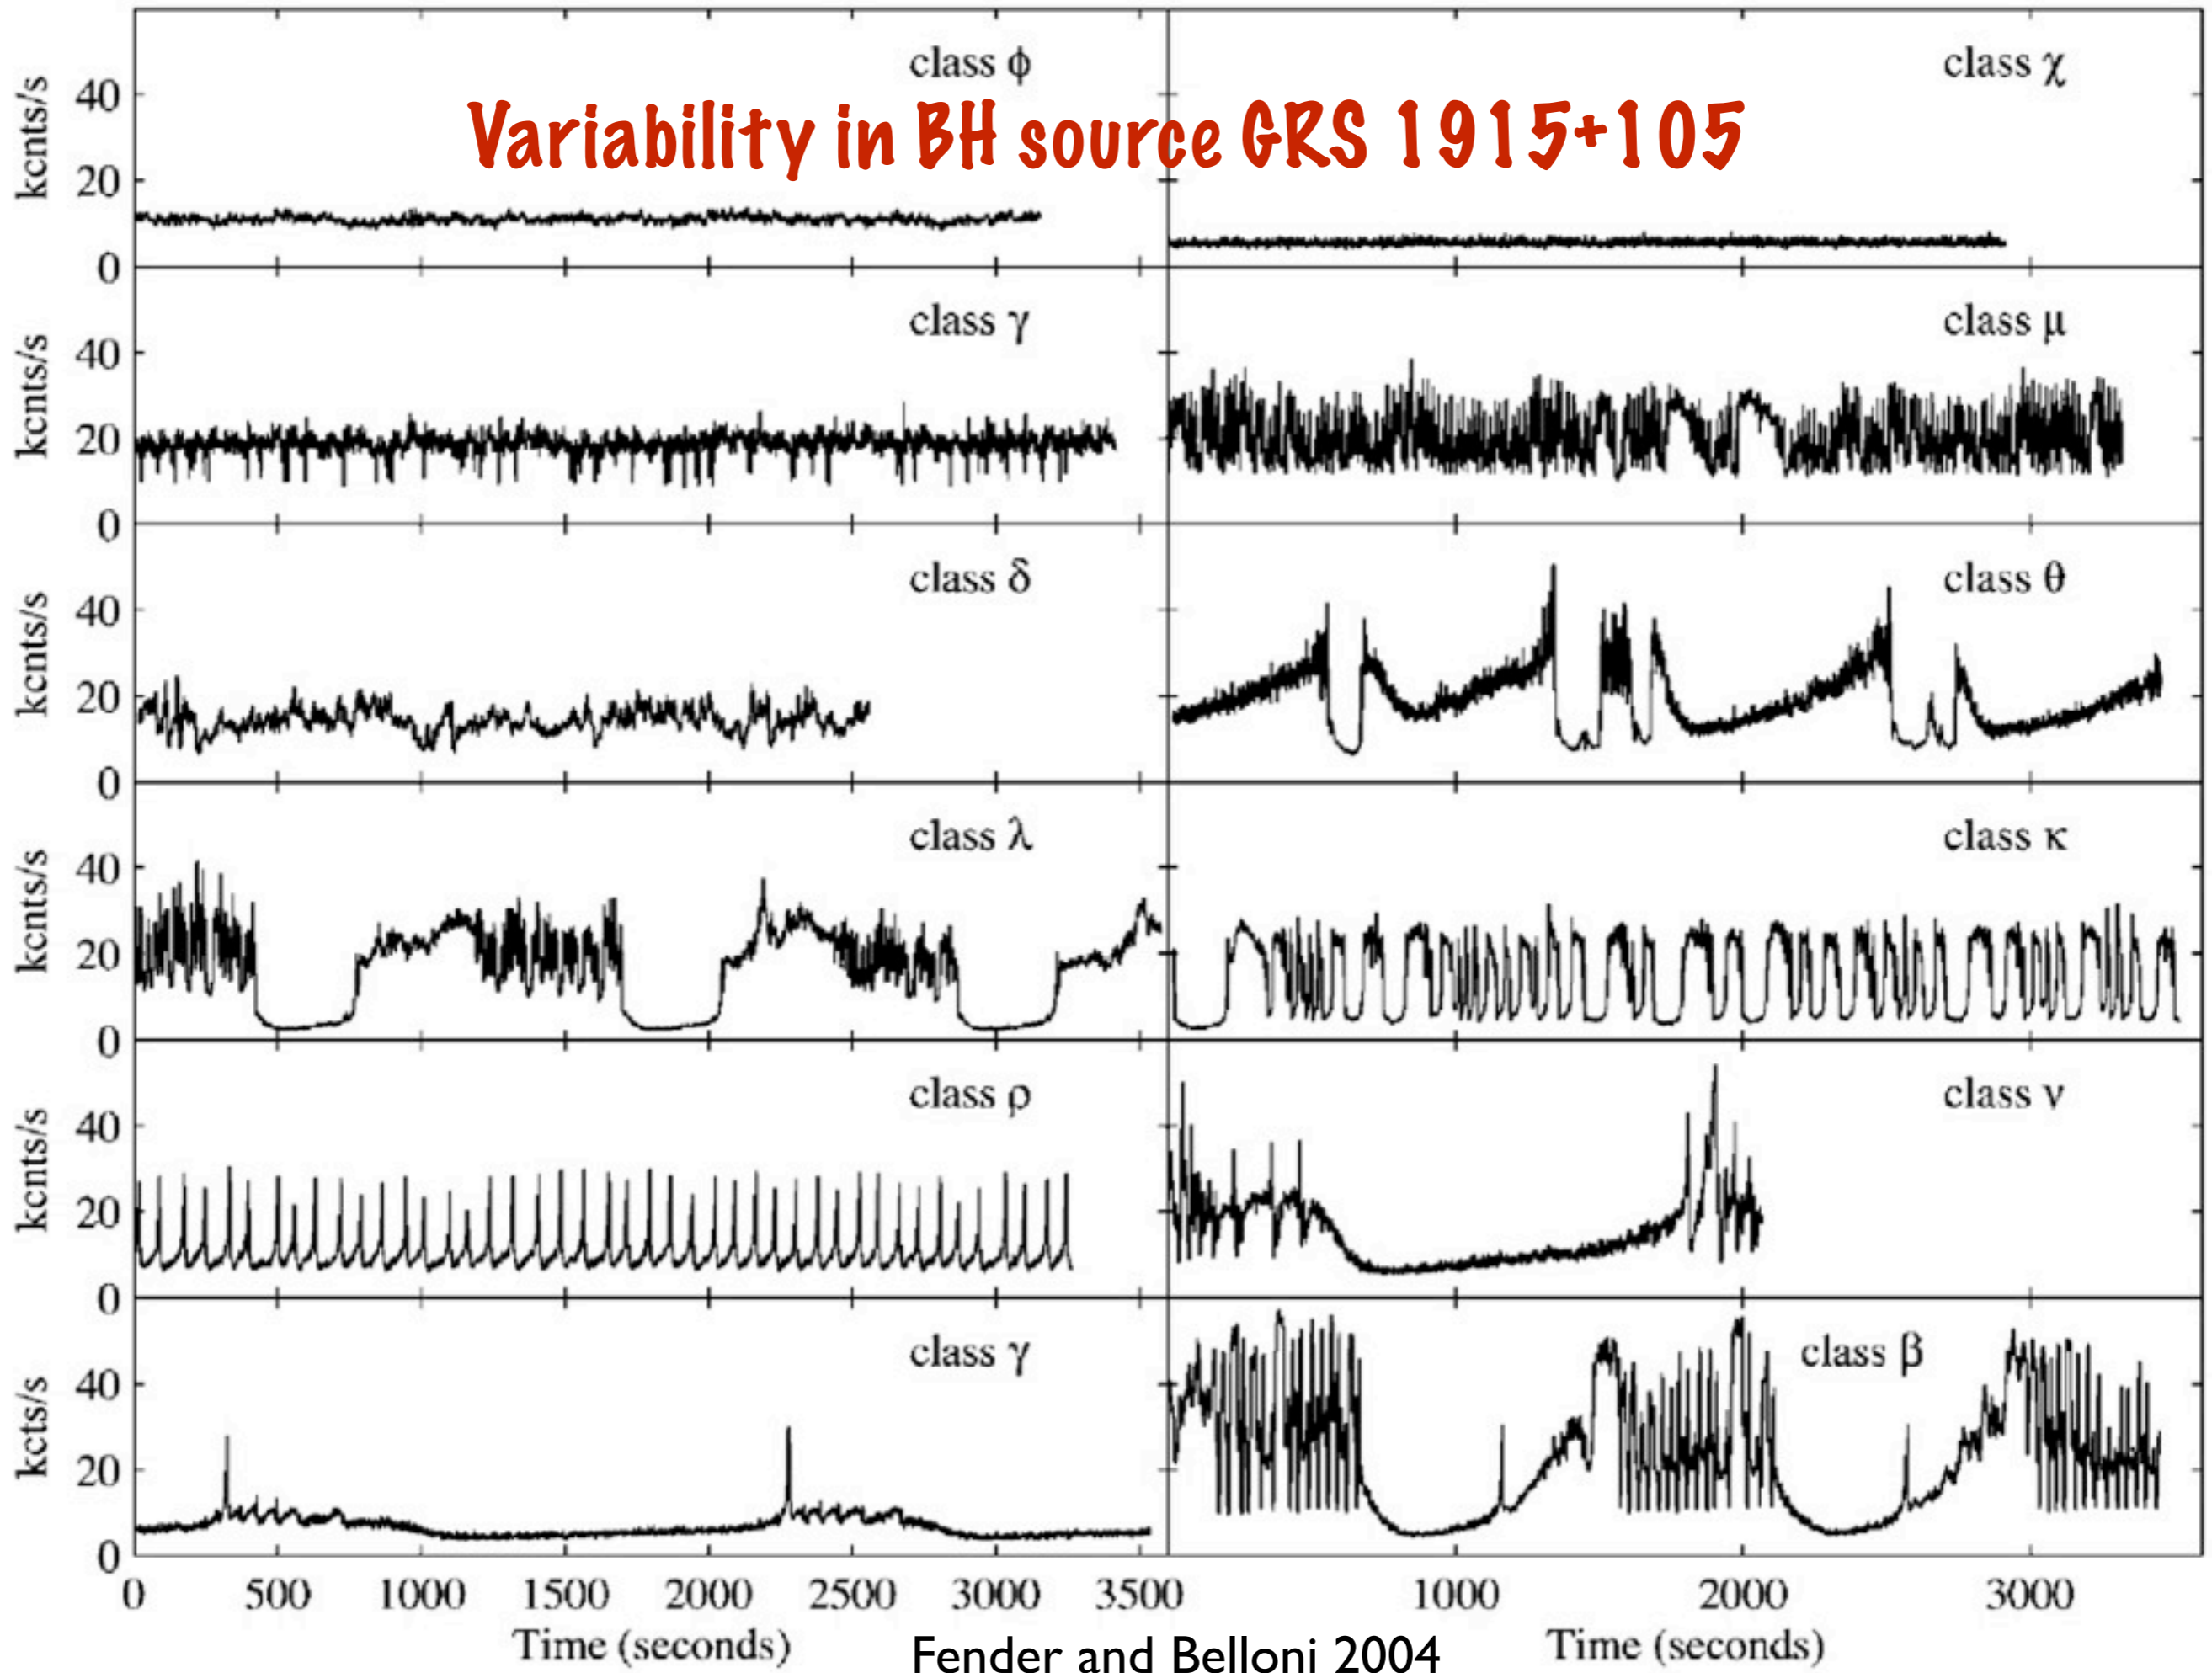 class φ
class χ
Variability in BH source GRS 1915+105
kcnts/s
40
20
0
class γ
class μ
kcnts/s
40
20
0
class δ
class θ
kcnts/s
40
20
0
class λ
class κ
kcnts/s
40
20
0
class ρ
class ν
kcnts/s
40
20
0
class γ
class β
kcts/s
40
20
0
0 500 1000 1500 2000 2500 3000 3500 1000 2000 3000
Time (seconds) Time (seconds)
Fender and Belloni 2004